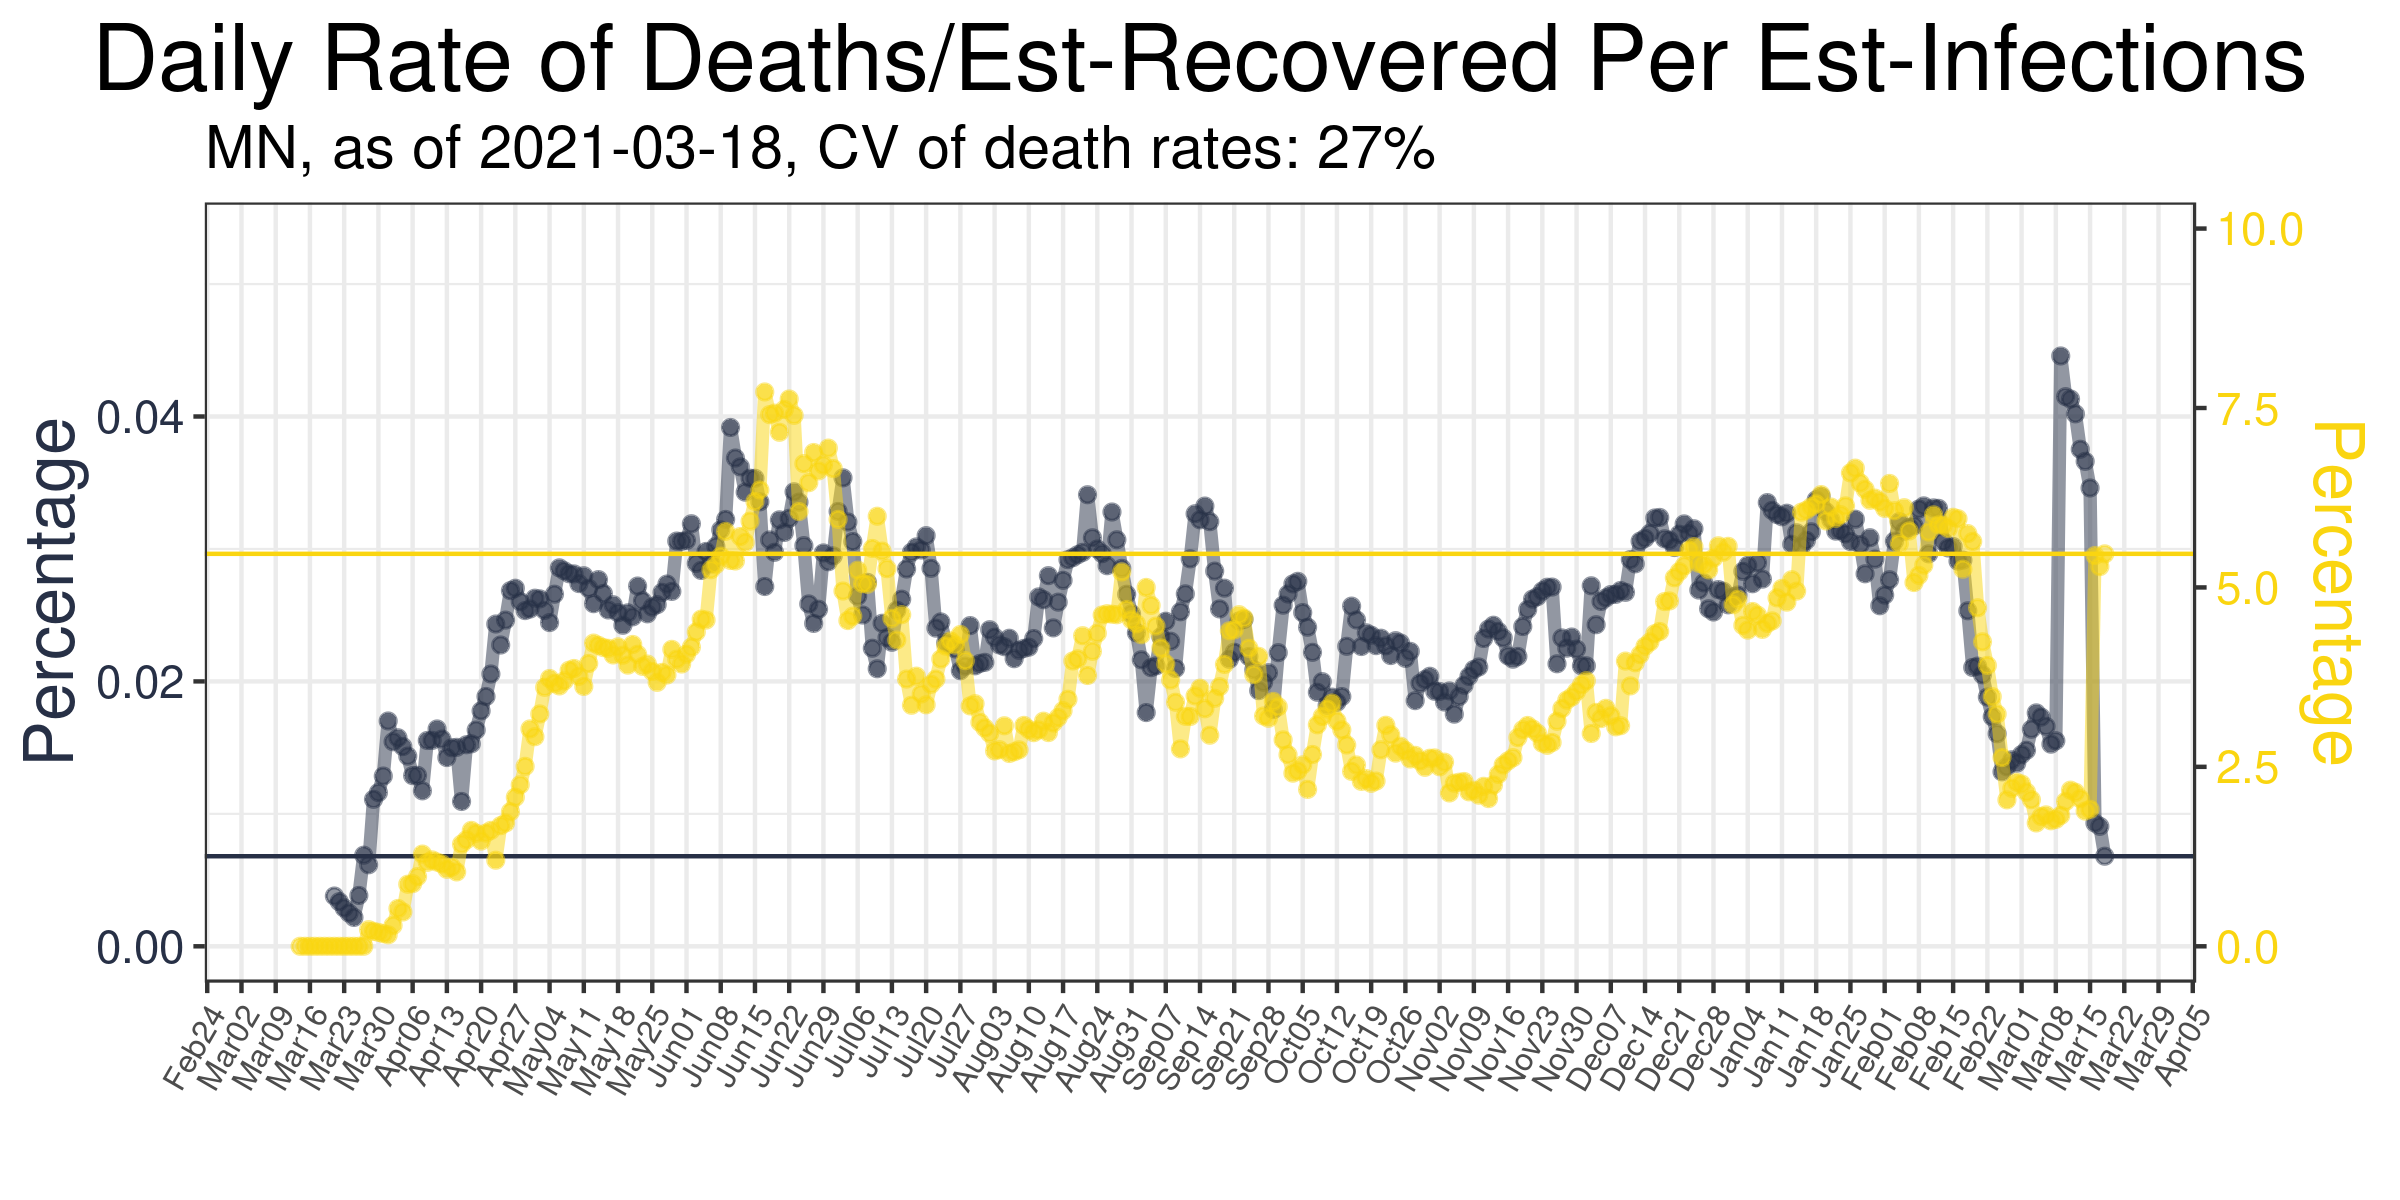 Daily Rate of Deaths/Est-Recovered Per Est-Infections
MN, as of 2021-03-18, CV of death rates: 27%
Percentage
0.04
0.02
0.00
10.0
7.5
5.0
2.5
0.0
Percentage
Feb24
Mar02
Mar09
Mar16
Mar23
Mar30
Apr06
Apr13
Apr20
Apr27
May04
May11
May18
May25
Jun01
Jun08
Jun15
Jun22
Jun29
Jul06
Jul13
Jul20
Jul27
Aug03
Aug10
Aug17
Aug24
Aug31
Sep07
Sep14
Sep21
Sep28
Oct05
Oct12
Oct19
Oct26
Nov02
Nov09
Nov16
Nov23
Nov30
Dec07
Dec14
Dec21
Dec28
Jan04
Jan11
Jan18
Jan25
Feb01
Feb08
Feb15
Feb22
Mar01
Mar08
Mar15
Mar22
Mar29
Apr05